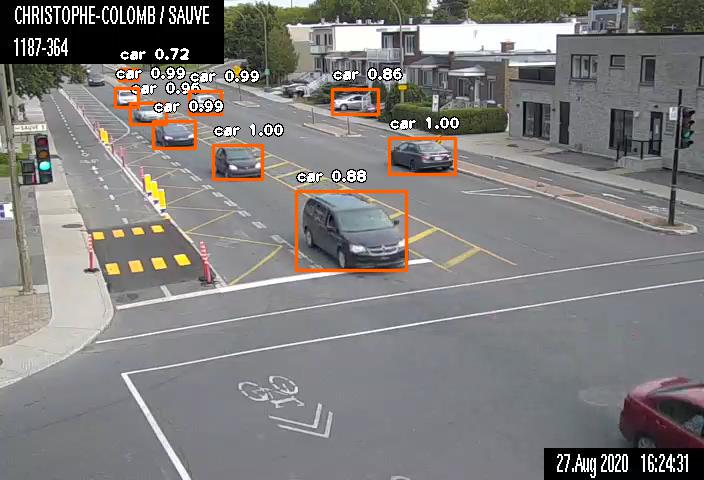 CHRISTOPHE-COLOMB / SAUVE
1187-364
car 0.72
car 0.99
car 0.99
car 0.96
car 0.99
car 0.86
car 1.00
car 1.00
car 0.88
SAUVÉ
27.Aug 2020 16:24:31